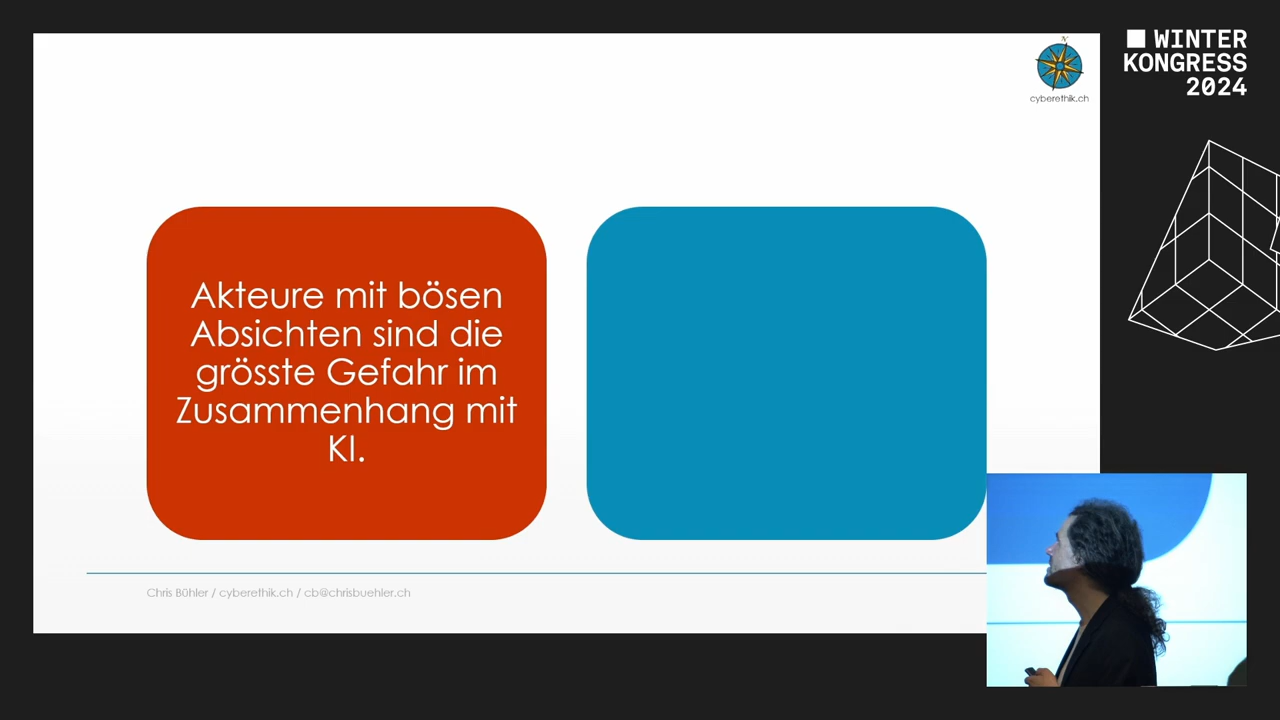 WINTER
KONGRESS
2024
cyberethik.ch
Akteure mit bösen
Absichten sind die
grösste Gefahr im
Zusammenhang mit
KI.
Chris Bühler / cyberethik.ch / cb@chrisbuehler.ch